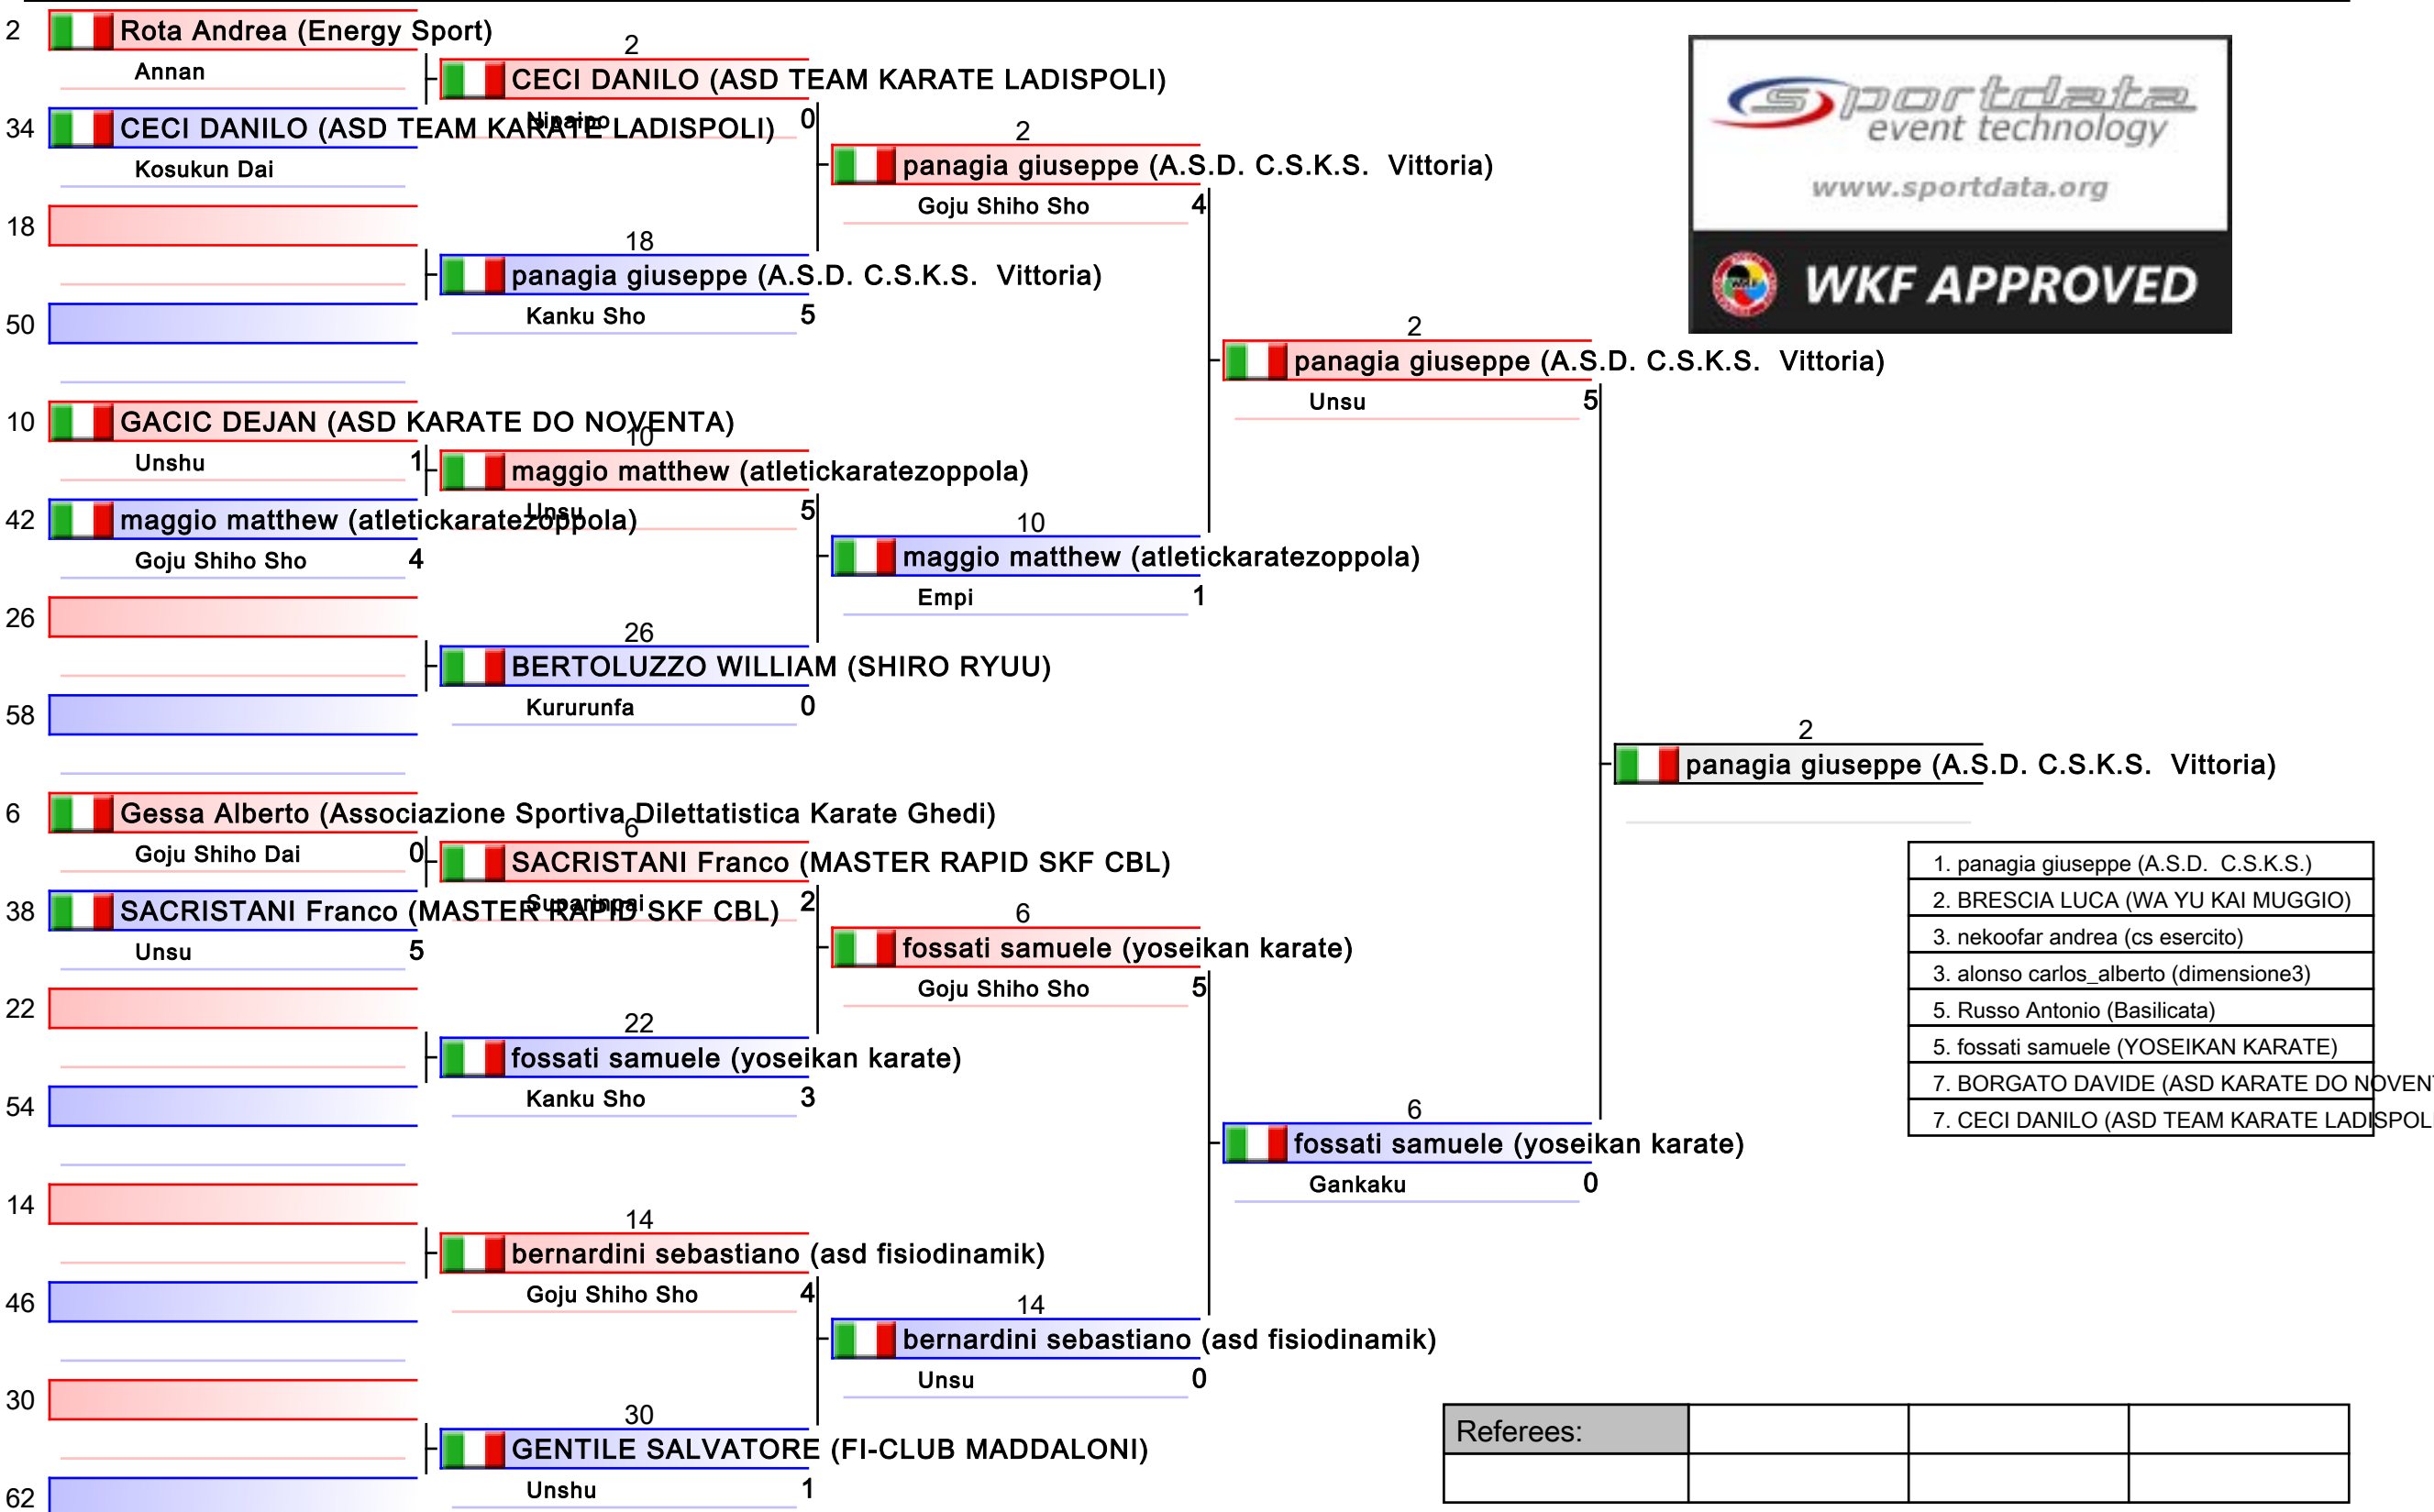 2 Rota Andrea (Energy Sport)
Annan
34 CECI DANILO (ASD TEAM KARATE LADISPOLI)
Kosukun Dai
18
50
10 GACIC DEJAN (ASD KARATE DO NOVENTA)
Unshu 1
42 maggio matthew (atletickaratezoppola)
Goju Shiho Sho 4
26
58
6 Gessa Alberto (Associazione Sportiva Dilettatistica Karate Ghedi)
Goju Shiho Dai 0
38 SACRISTANI Franco (MASTER RAPID SKF CBL)
Unsu 5
22
54
14
46
30
62
2
CECI DANILO (ASD TEAM KARATE LADISPOLI)
Nipaipo 0
18
panagia giuseppe (A.S.D. C.S.K.S. Vittoria)
Kanku Sho 5
10
maggio matthew (atletickaratezoppola)
Unsu 5
26
BERTOLUZZO WILLIAM (SHIRO RYUU)
Kururunfa 0
6
SACRISTANI Franco (MASTER RAPID SKF CBL)
Suparinpai 2
22
fossati samuele (yoseikan karate)
Kanku Sho 3
14
bernardini sebastiano (asd fisiodinamik)
Goju Shiho Sho 4
30
GENTILE SALVATORE (FI-CLUB MADDALONI)
Unshu 1
2
panagia giuseppe (A.S.D. C.S.K.S. Vittoria)
Goju Shiho Sho 4
10
maggio matthew (atletickaratezoppola)
Empi 1
6
fossati samuele (yoseikan karate)
Goju Shiho Sho 5
14
bernardini sebastiano (asd fisiodinamik)
Unsu 0
2
panagia giuseppe (A.S.D. C.S.K.S. Vittoria)
Unsu 5
6
fossati samuele (yoseikan karate)
Gankaku 0
2
panagia giuseppe (A.S.D. C.S.K.S. Vittoria)
sportdata
event technology
www.sportdata.org
WKF APPROVED
1. panagia giuseppe (A.S.D. C.S.K.S.)
2. BRESCIA LUCA (WA YU KAI MUGGIO)
3. nekoofar andrea (cs esercito)
3. alonso carlos_alberto (dimensione3)
5. Russo Antonio (Basilicata)
5. fossati samuele (YOSEIKAN KARATE)
7. BORGATO DAVIDE (ASD KARATE DO NOVEN
7. CECI DANILO (ASD TEAM KARATE LADISPOL
Referees: